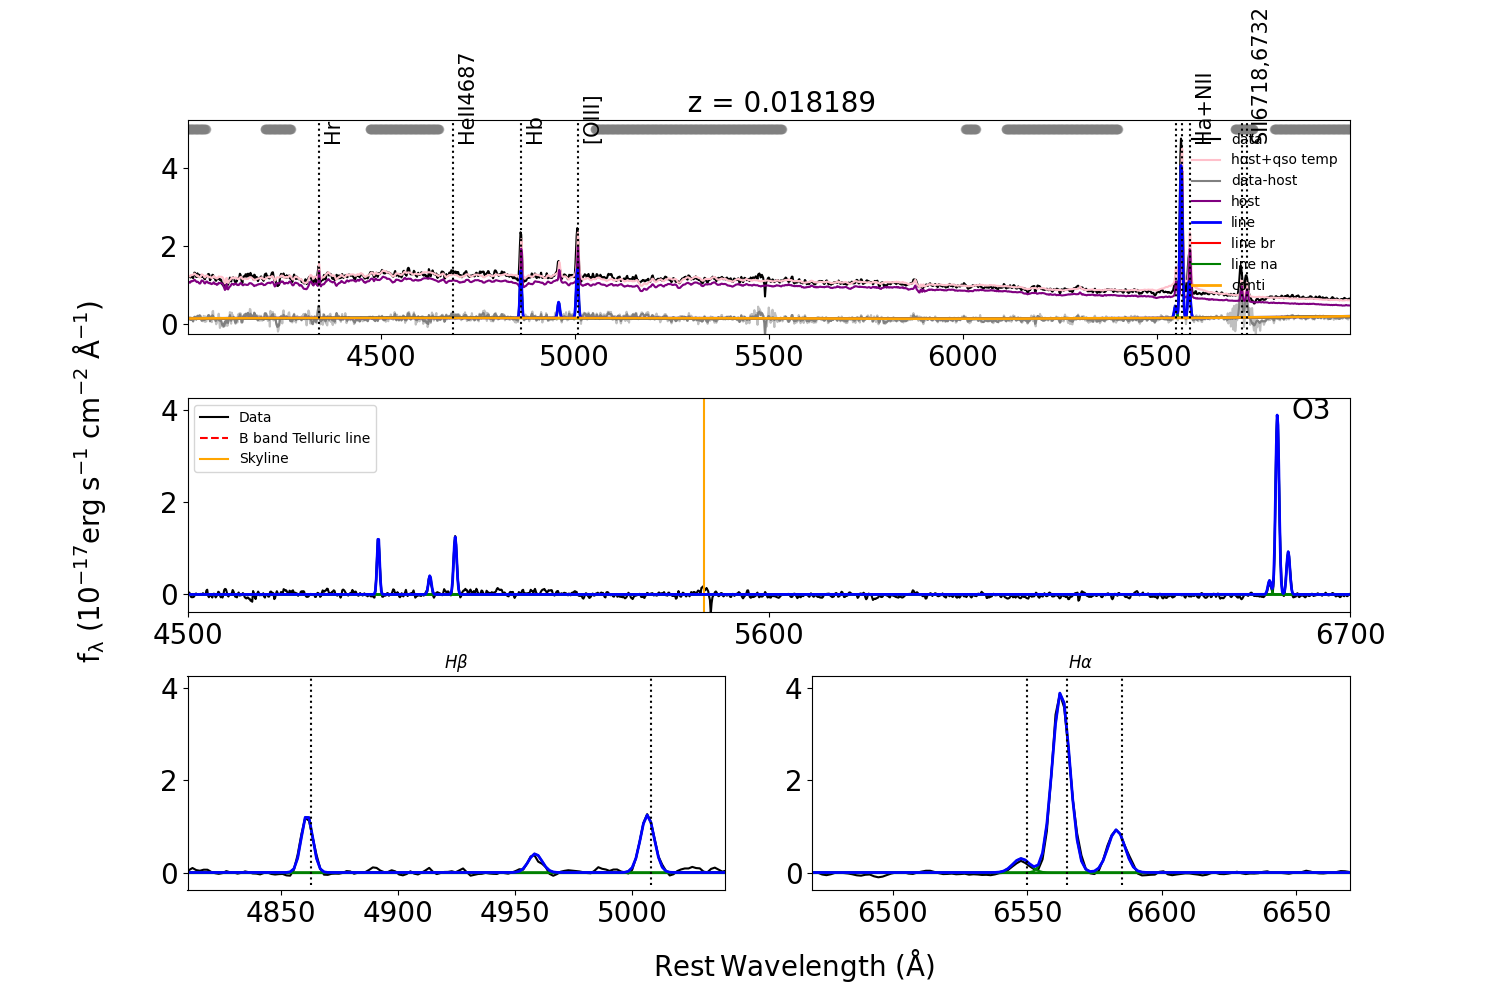 z = 0.018189
Hr
HeII4687
Hb
[OIII]
Ha+NII
SII6718,6732
data
host+qso temp
data-host
host
line
line br
line na
conti
4
2
0
4500
5000
5500
6000
6500
fλ (10⁻¹⁷erg s⁻¹ cm⁻² Å⁻¹)
Data
B band Telluric line
Skyline
O3
4
2
0
4500
5600
6700
Hβ
4
2
0
4850
4900
4950
5000
Hα
4
2
0
6500
6550
6600
6650
Rest Wavelength (Å)